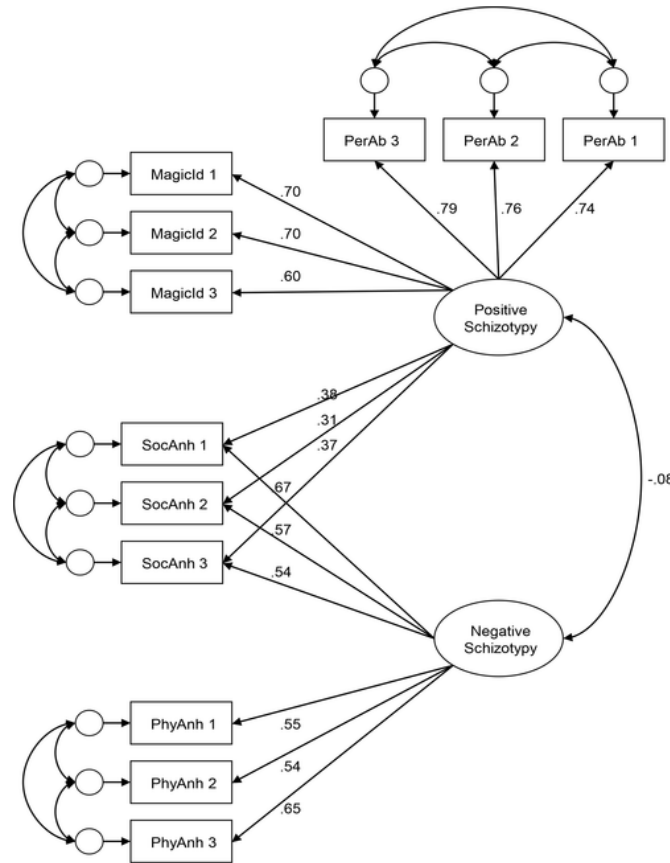 PerAb 3
PerAb 2
PerAb 1
MagicId 1
MagicId 2
MagicId 3
.70
.70
.60
.79
.76
.74
Positive
Schizotypy
.38
.31
.37
SocAnh 1
SocAnh 2
SocAnh 3
.67
.57
.54
-.08
Negative
Schizotypy
PhyAnh 1
PhyAnh 2
PhyAnh 3
.55
.54
.65